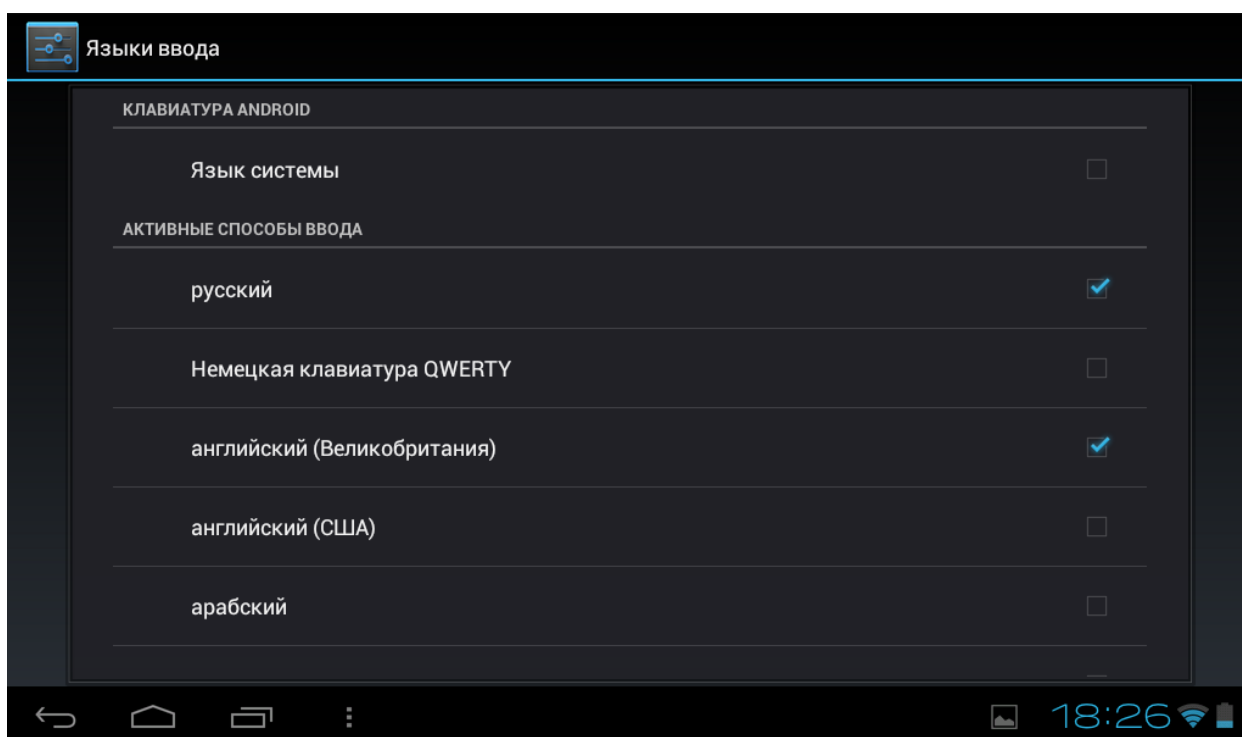 Языки ввода
КЛАВИАТУРА ANDROID
Язык системы
АКТИВНЫЕ СПОСОБЫ ВВОДА
русский
Немецкая клавиатура QWERTY
английский (Великобритания)
английский (США)
арабский
18:26